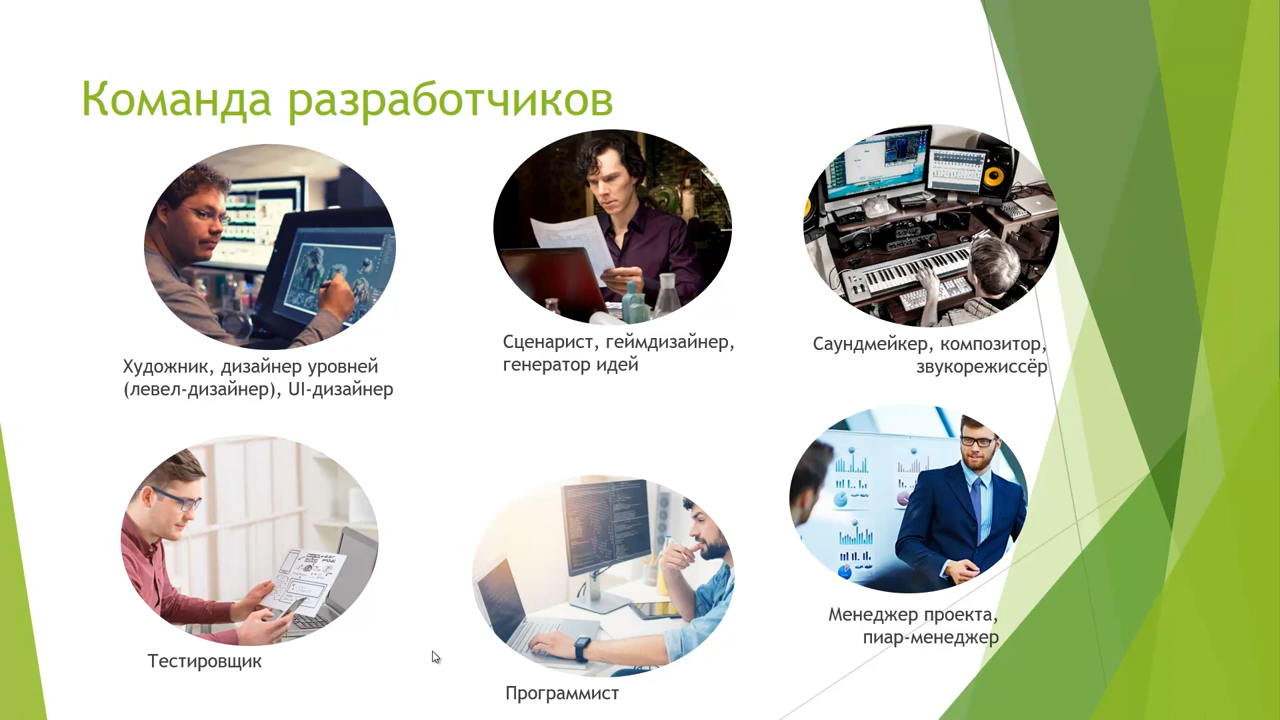 Команда разработчиков
Художник, дизайнер уровней
(левел-дизайнер), UI-дизайнер
Сценарист, геймдизайнер,
генератор идей
Саундмейкер, композитор,
звукорежиссёр
Тестировщик
Программист
Менеджер проекта,
пиар-менеджер